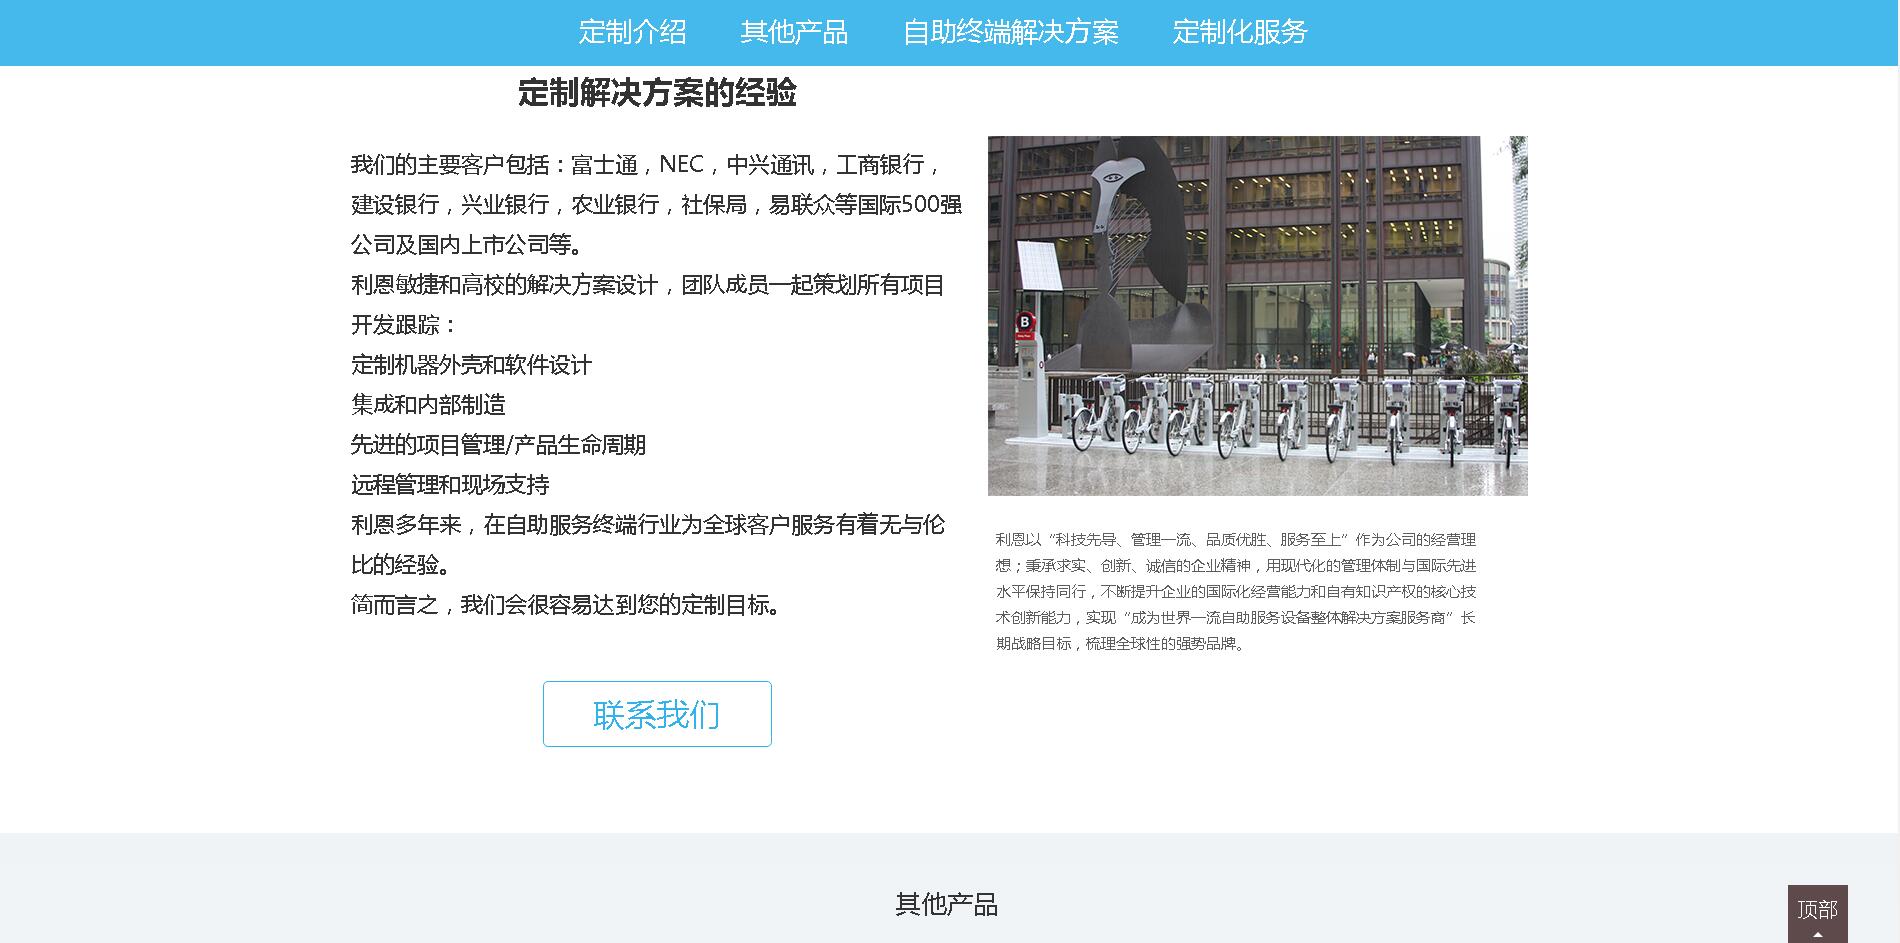 定制介绍 其他产品 自助终端解决方案 定制化服务
定制解决方案的经验
我们的主要客户包括：富士通，NEC，中兴通讯，工商银行，
建设银行，兴业银行，农业银行，社保局，易联众等国际500强
公司及国内上市公司等。
利恩敏捷和高校的解决方案设计，团队成员一起策划所有项目
开发跟踪：
定制机器外壳和软件设计
集成和内部制造
先进的项目管理/产品生命周期
远程管理和现场支持
利恩多年来，在自助服务终端行业为全球客户服务有着无与伦
比的经验。
简而言之，我们会很容易达到您的定制目标。
联系我们
B
利恩以“科技先导、管理一流、品质优胜、服务至上”作为公司的经营理
想；秉承求实、创新、诚信的企业精神，用现代化的管理体制与国际先进
水平保持同行，不断提升企业的国际化经营能力和自有知识产权的核心技
术创新能力，实现“成为世界一流自助服务设备整体解决方案服务商”长
期战略目标，梳理全球性的强势品牌。
其他产品
顶部